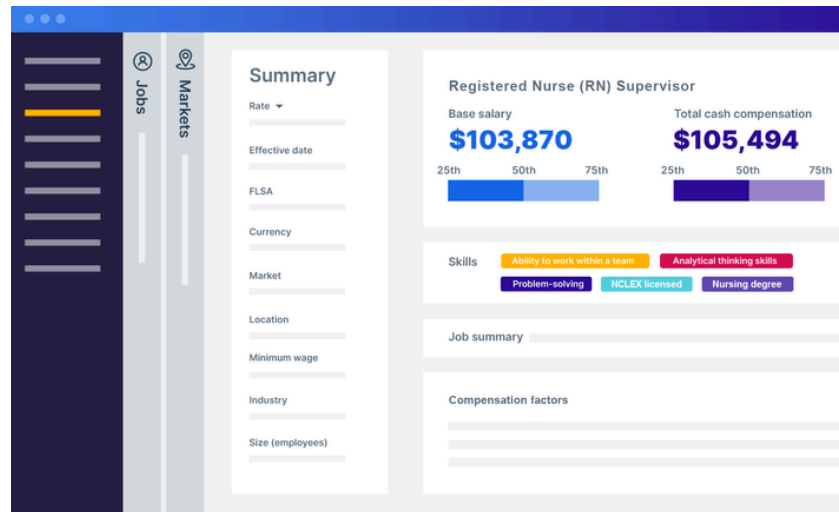 Jobs
Markets
Summary
Rate
Effective date
FLSA
Currency
Market
Location
Minimum wage
Industry
Size (employees)
Registered Nurse (RN) Supervisor
Base salary
Total cash compensation
$103,870
$105,494
25th 50th 75th
25th 50th 75th
Skills
Ability to work within a team
Analytical thinking skills
Problem-solving
NCLEX licensed
Nursing degree
Job summary
Compensation factors